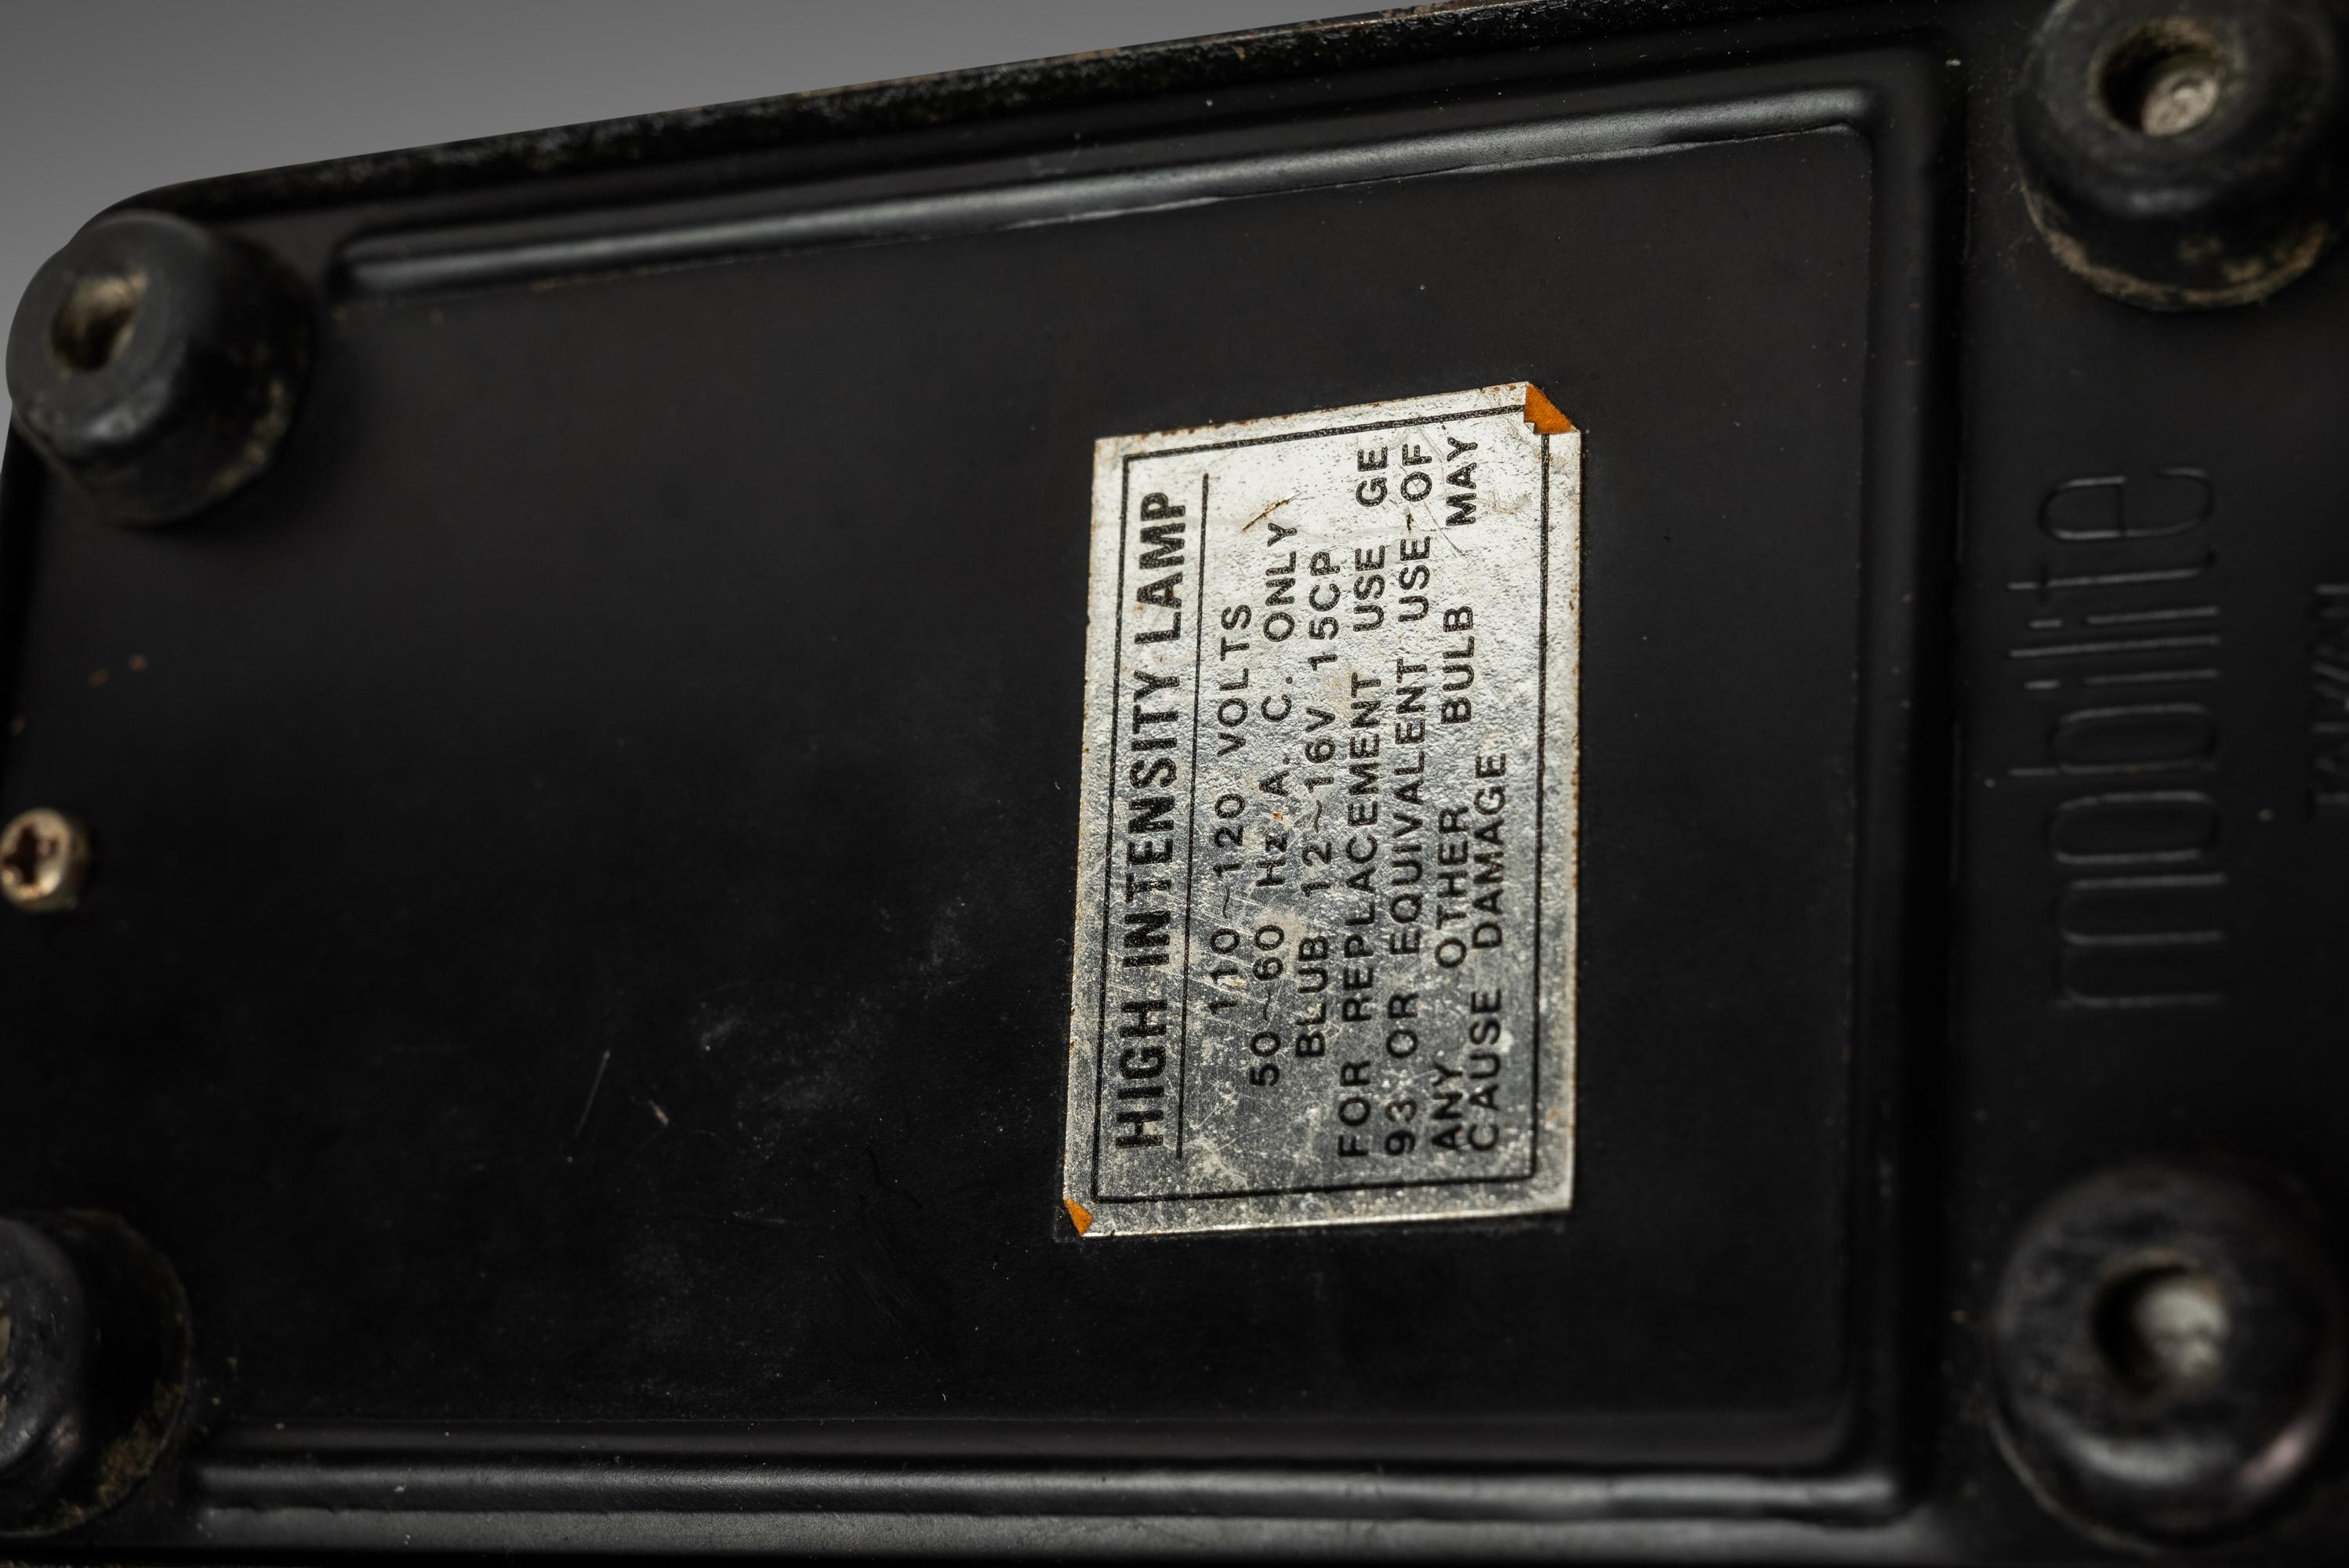 HIGH INTENSITY LAMP
110~120 VOLTS
50~60 Hz A. C. ONLY
BLUB 12~16V 15CP
FOR REPLACEMENT USE GE
93 OR EQUIVALENT USE OF
ANY OTHER BULB MAY
CAUSE DAMAGE
mobilite